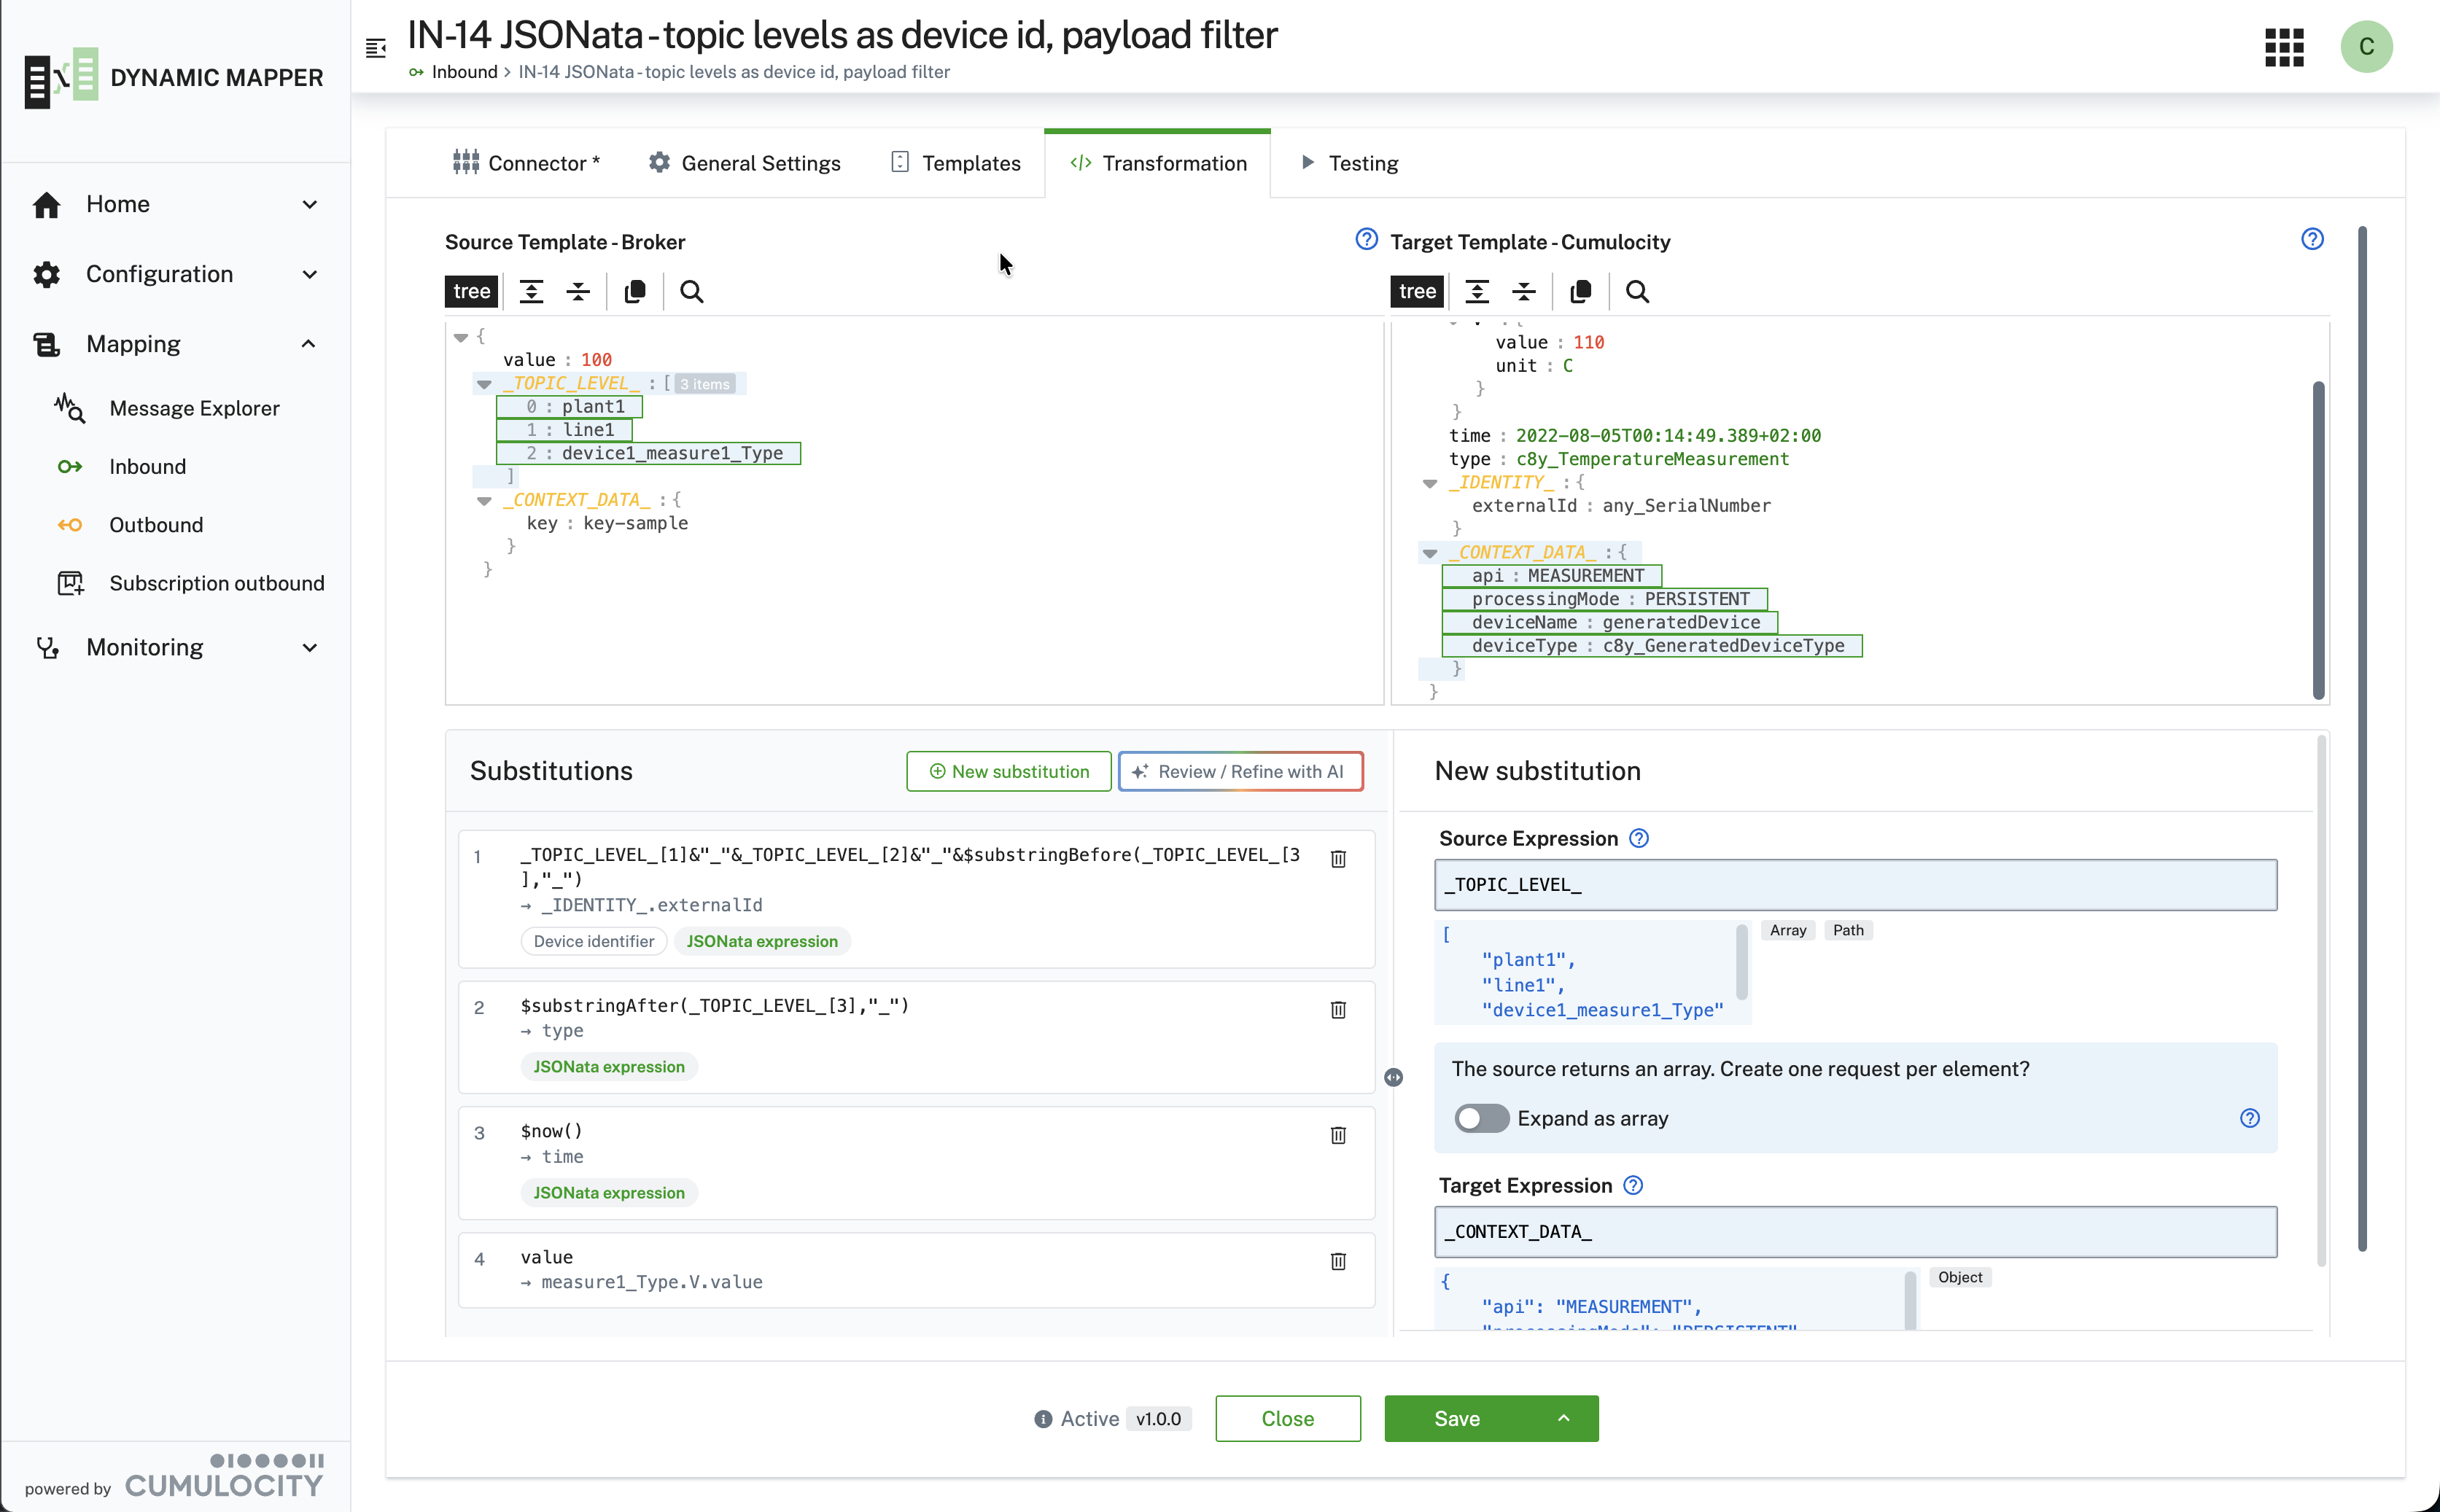 DYNAMIC MAPPER
Home
Configuration
Mapping
Message Explorer
Inbound
Outbound
Subscription outbound
Monitoring
powered by
CUMULOCITY
IN-14 JSONata - topic levels as device id, payload filter
Inbound > IN-14 JSONata - topic levels as device id, payload filter
C
Connector *
General Settings
Templates
</> Transformation
Testing
Source Template - Broker
tree
{
value : 100
_TOPIC_LEVEL_ : [ 3 items
0 : plant1
1 : line1
2 : device1_measure1_Type
]
_CONTEXT_DATA_ : {
key : key-sample
}
}
Target Template - Cumulocity
tree
value : 110
unit : C
}
}
time : 2022-08-05T00:14:49.389+02:00
type : c8y_TemperatureMeasurement
_IDENTITY_ : {
externalId : any_SerialNumber
}
_CONTEXT_DATA_ : {
api : MEASUREMENT
processingMode : PERSISTENT
deviceName : generatedDevice
deviceType : c8y_GeneratedDeviceType
}
}
Substitutions
New substitution
Review / Refine with AI
1
_TOPIC_LEVEL_[1]&"_"&_TOPIC_LEVEL_[2]&"_"&$substringBefore(_TOPIC_LEVEL_[3
],"_")
→ _IDENTITY_.externalId
Device identifier
JSONata expression
2
$substringAfter(_TOPIC_LEVEL_[3],"_")
→ type
JSONata expression
3
$now()
→ time
JSONata expression
4
value
→ measure1_Type.V.value
New substitution
Source Expression
_TOPIC_LEVEL_
[
"plant1",
"line1",
"device1_measure1_Type"
Array
Path
The source returns an array. Create one request per element?
Expand as array
Target Expression
_CONTEXT_DATA_
{
"api": "MEASUREMENT",
"processingMode": "PERSISTENT"
Object
Active
v1.0.0
Close
Save